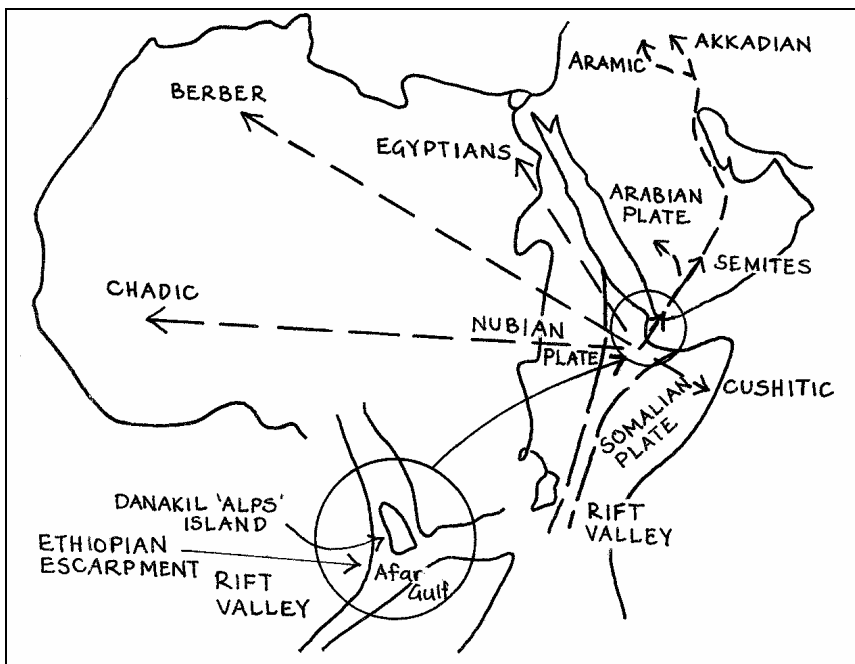 AKKADIAN
ARAMIC
BERBER
EGYPTIANS
ARABIAN
PLATE
SEMITES
CHADIC
NUBIAN
PLATE
CUSHITIC
SOMALIAN
PLATE
RIFT
VALLEY
DANAKIL 'ALPS'
ISLAND
ETHIOPIAN
ESCARPMENT
RIFT
VALLEY
Afar
Gulf